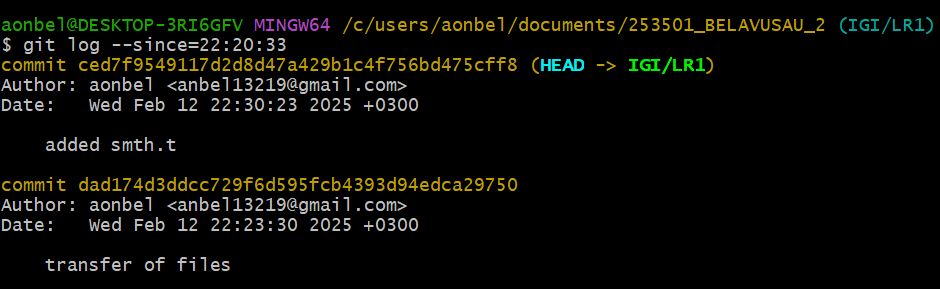 aonbel@DESKTOP-3RI6GFV MINGW64 /c/users/aonbel/documents/253501_BELAVUSAU_2 (IGI/LR1)
$ git log --since=22:20:33
commit ced7f9549117d2d8d47a429b1c4f756bd475cff8 (HEAD -> IGI/LR1)
Author: aonbel <anbel13219@gmail.com>
Date:   Wed Feb 12 22:30:23 2025 +0300
    added smth.t
commit dad174d3ddcc729f6d595fcb4393d94edca29750
Author: aonbel <anbel13219@gmail.com>
Date:   Wed Feb 12 22:23:30 2025 +0300
    transfer of files